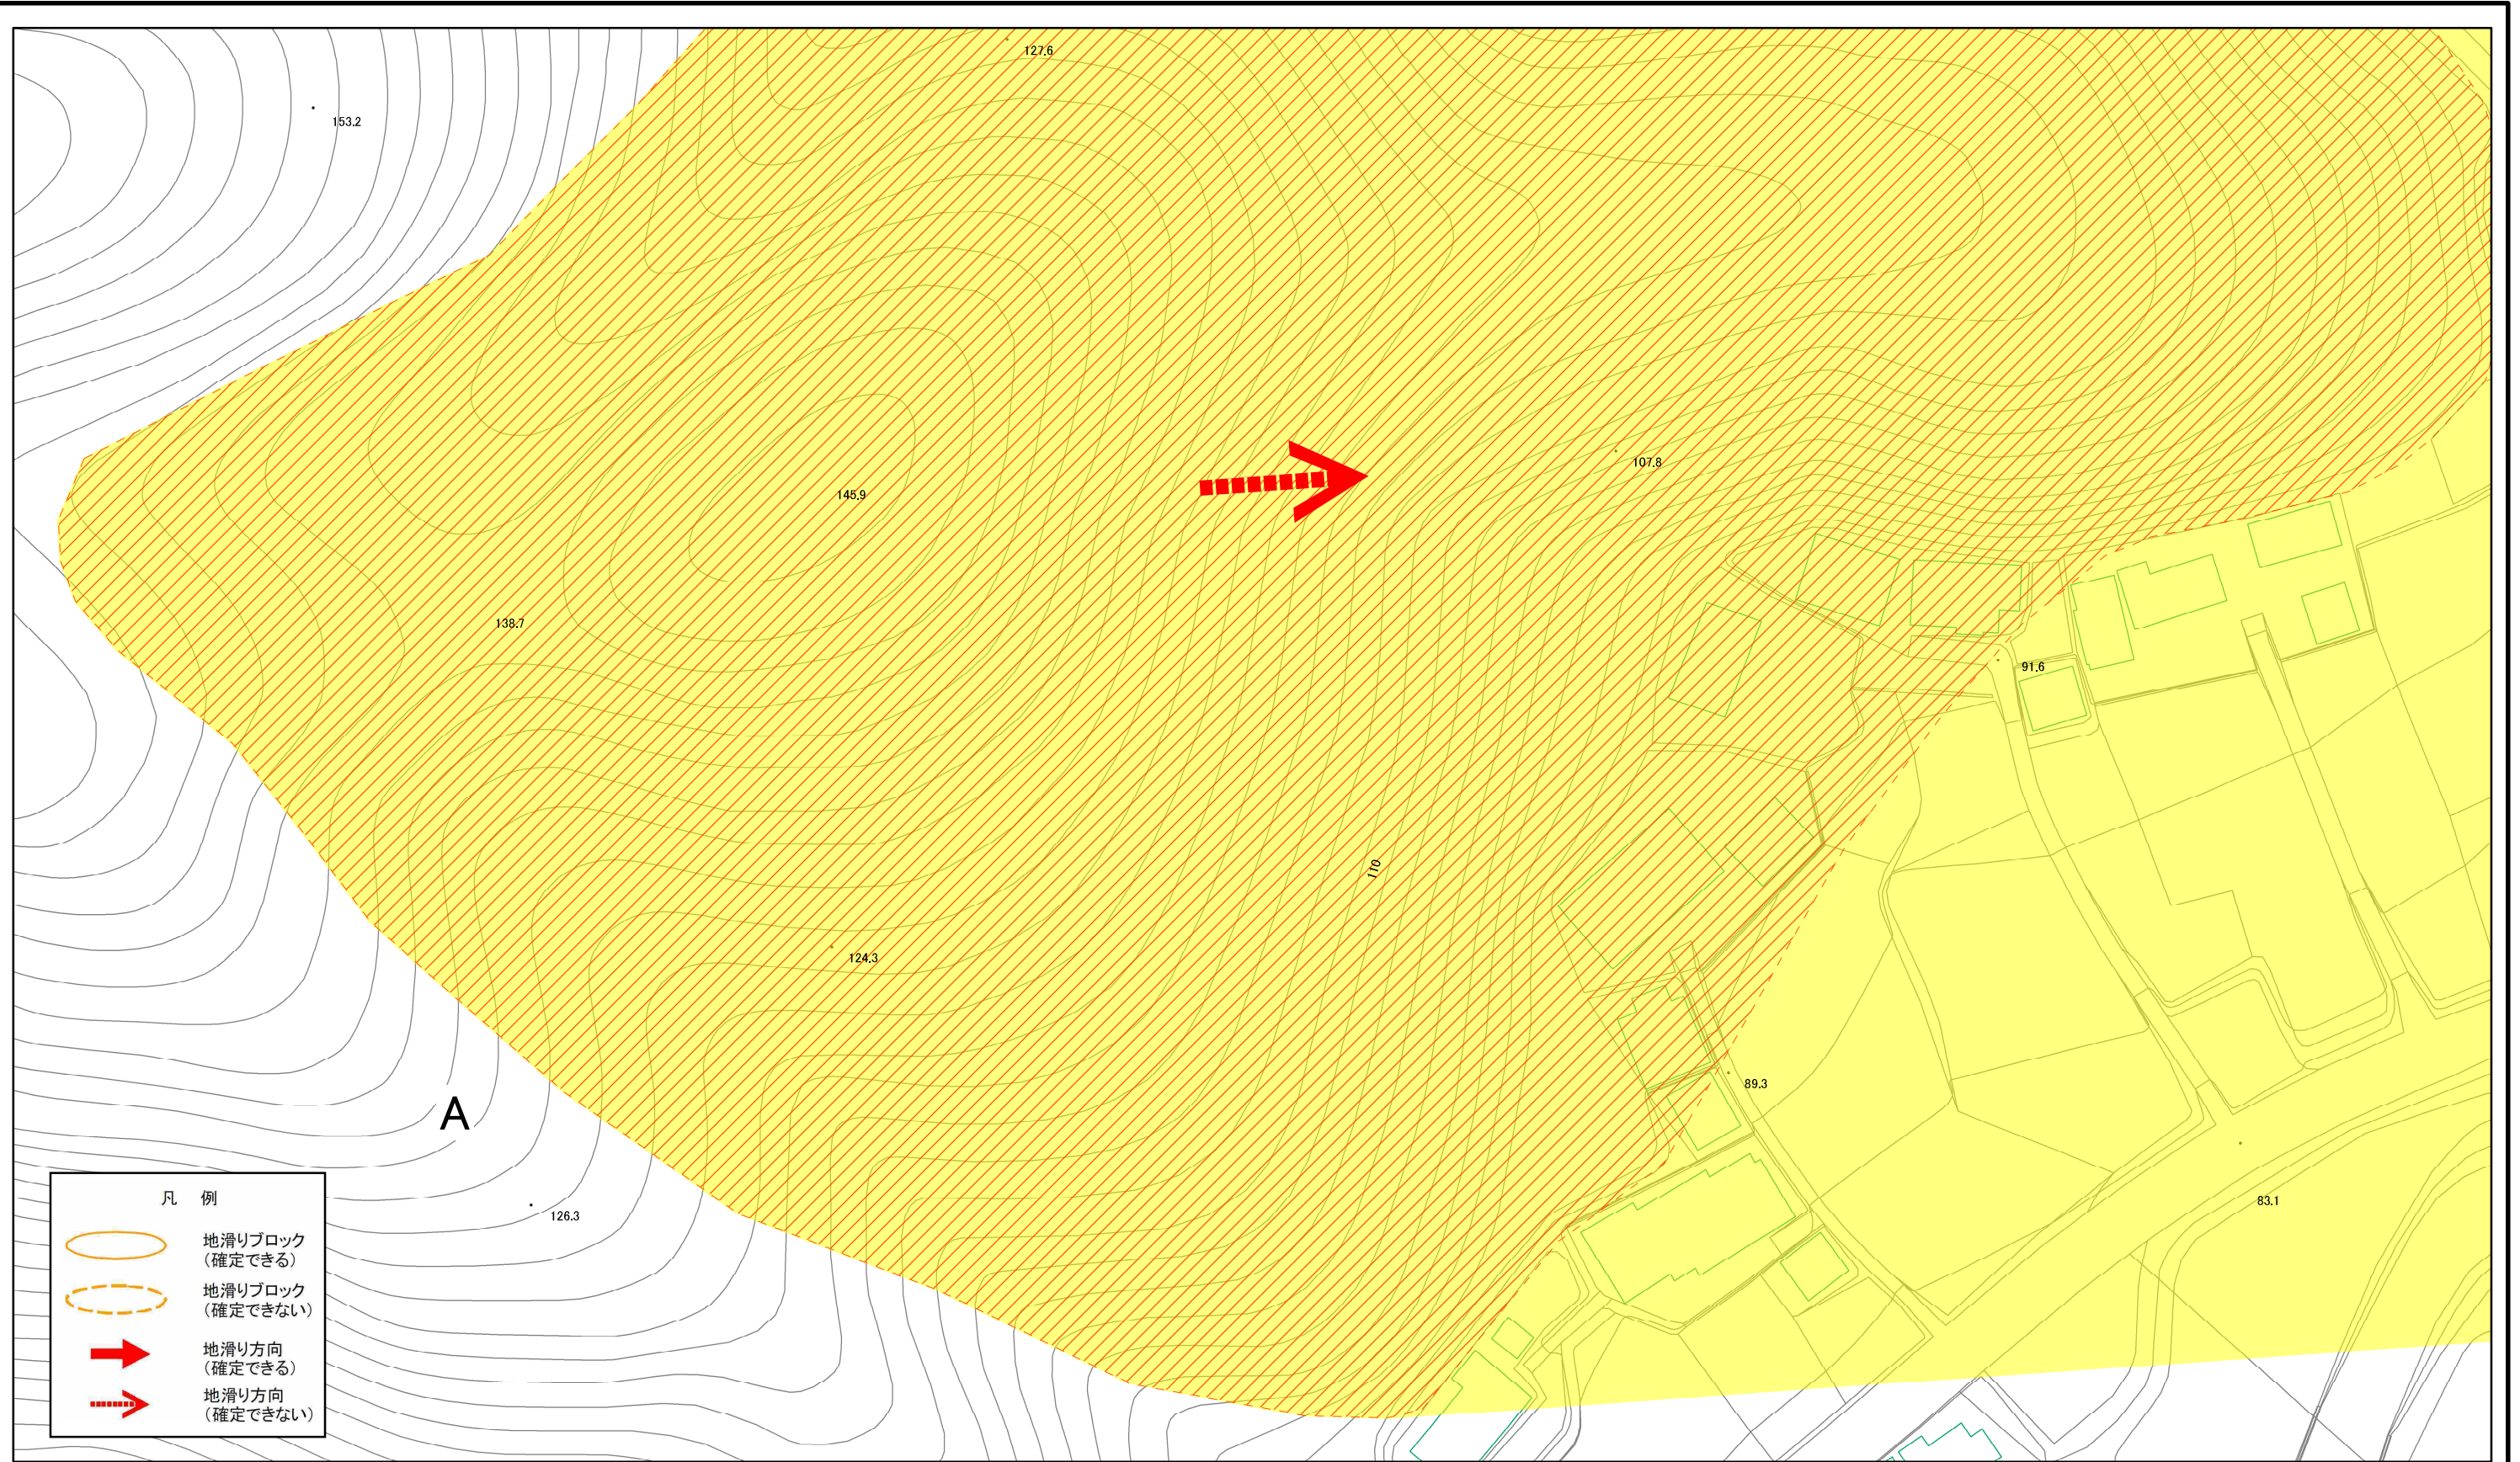 127.6
153.2
107.8
145.9
138.7
91.6
110
124.3
89.3
A
83.1
126.3
凡 例
地滑りブロック
(確定できる)
地滑りブロック
(確定できない)
地滑り方向
(確定できる)
地滑り方向
(確定できない)